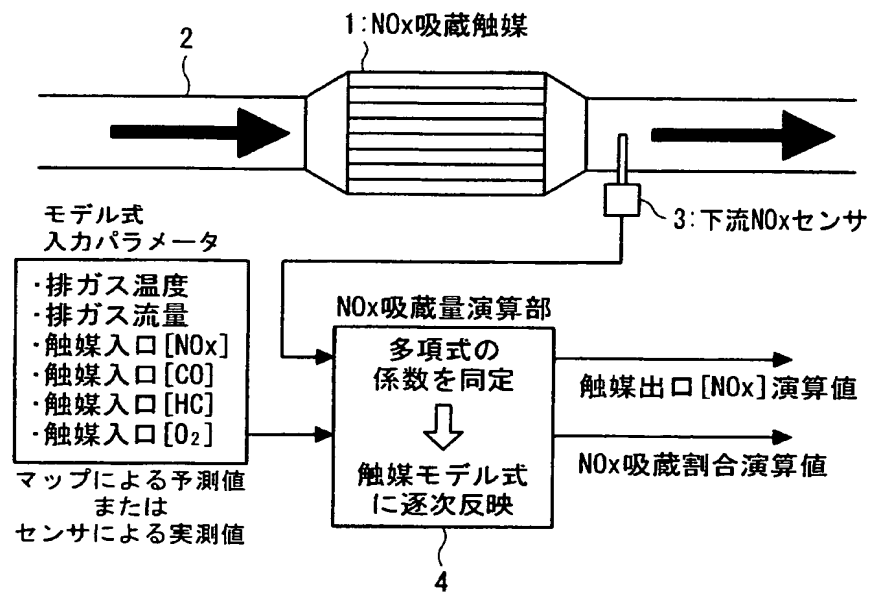 1:NOx吸蔵触媒
2
3:下流NOxセンサ
モデル式
入力パラメータ
・排ガス温度
・排ガス流量
・触媒入口[NOx]
・触媒入口[CO]
・触媒入口[HC]
・触媒入口[O₂]
マップによる予測値
または
センサによる実測値
NOx吸蔵量演算部
多項式の
係数を同定
触媒モデル式
に逐次反映
4
触媒出口[NOx]演算値
NOx吸蔵割合演算値